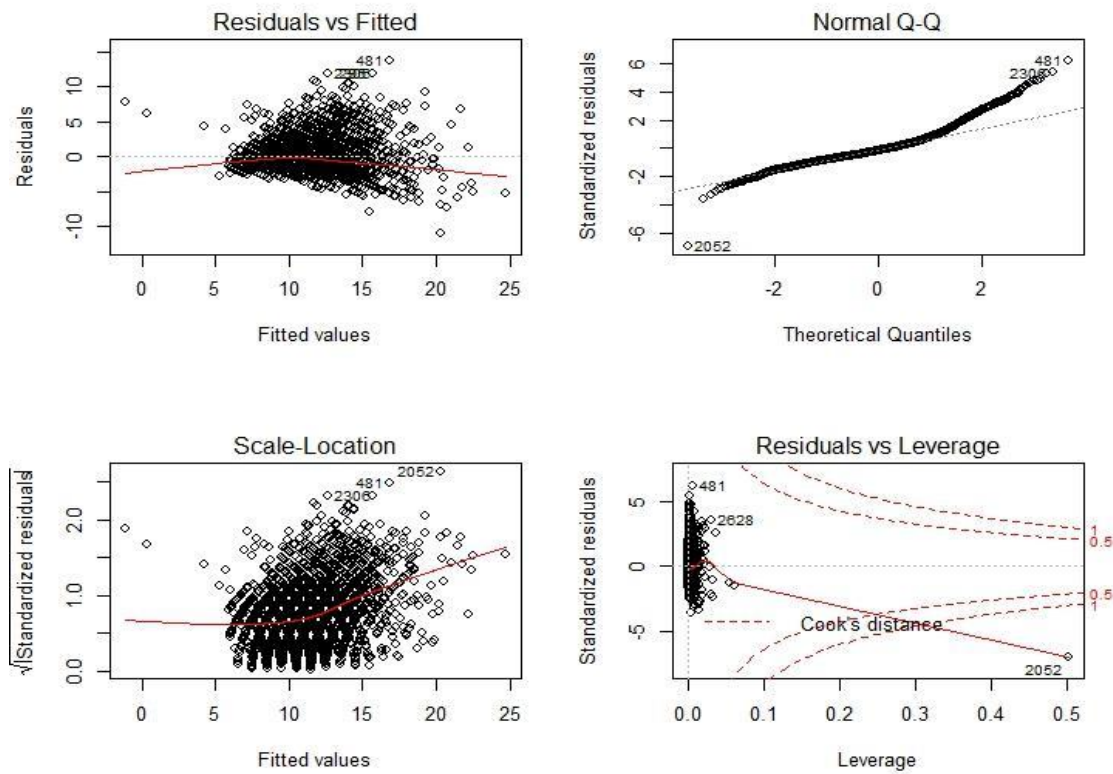 Residuals vs Fitted
Residuals
10
5
0
-10
481
2306
0 5 10 15 20 25
Fitted values
Normal Q-Q
Standardized residuals
6
4
2
0
-2
-6
481
2306
2052
-2 0 2
Theoretical Quantiles
Scale-Location
√|Standardized residuals|
2.0
1.0
0.0
2052
481
2306
0 5 10 15 20 25
Fitted values
Residuals vs Leverage
Standardized residuals
5
0
-5
481
2628
1
0.5
0.5
1
Cook's distance
2052
0.0 0.1 0.2 0.3 0.4 0.5
Leverage